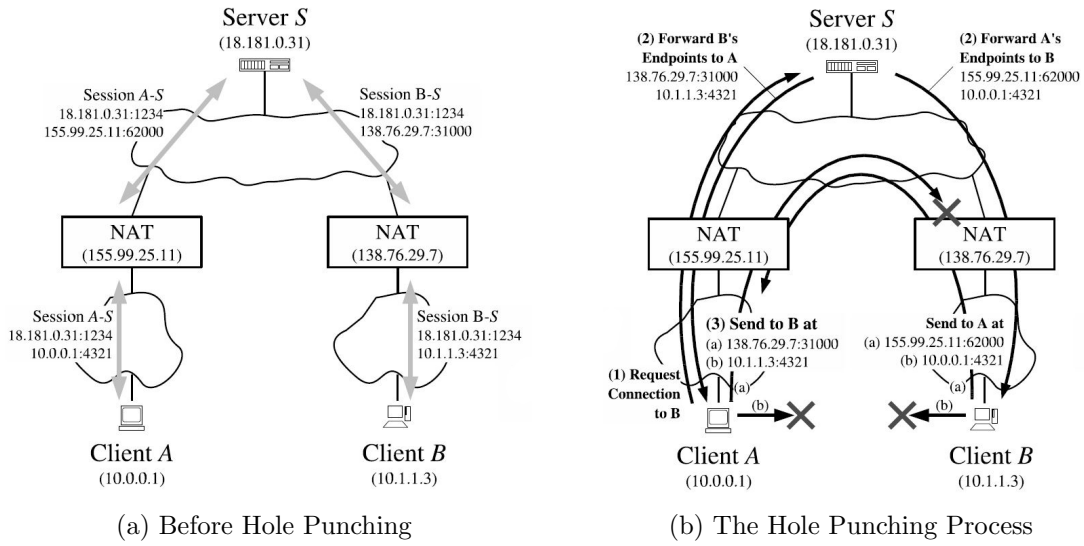 Server S
(18.181.0.31)
Session A-S
18.181.0.31:1234
155.99.25.11:62000
Session B-S
18.181.0.31:1234
138.76.29.7:31000
NAT
(155.99.25.11)
NAT
(138.76.29.7)
Session A-S
18.181.0.31:1234
10.0.0.1:4321
Session B-S
18.181.0.31:1234
10.1.1.3:4321
Client A
(10.0.0.1)
Client B
(10.1.1.3)
(a) Before Hole Punching
Server S
(18.181.0.31)
(2) Forward B's
Endpoints to A
138.76.29.7:31000
10.1.1.3:4321
(2) Forward A's
Endpoints to B
155.99.25.11:62000
10.0.0.1:4321
NAT
(155.99.25.11)
NAT
(138.76.29.7)
(3) Send to B at
(a) 138.76.29.7:31000
(b) 10.1.1.3:4321
Send to A at
(a) 155.99.25.11:62000
(b) 10.0.0.1:4321
(1) Request
Connection
to B
(a)
(b)
(a)
(b)
Client A
(10.0.0.1)
Client B
(10.1.1.3)
(b) The Hole Punching Process